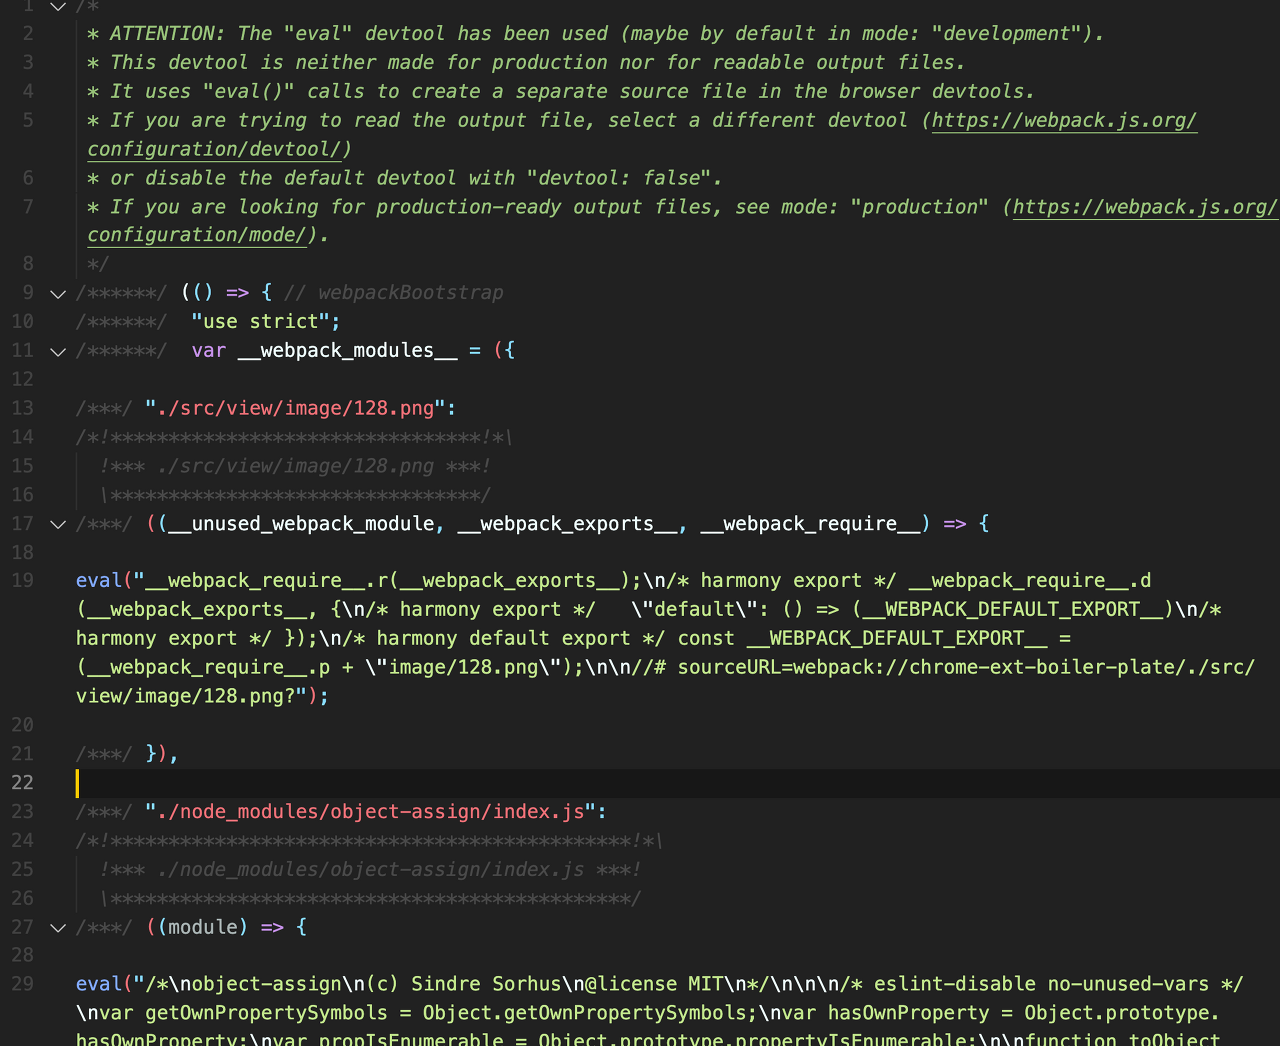 1 /*
2 * ATTENTION: The "eval" devtool has been used (maybe by default in mode: "development").
3 * This devtool is neither made for production nor for readable output files.
4 * It uses "eval()" calls to create a separate source file in the browser devtools.
5 * If you are trying to read the output file, select a different devtool (https://webpack.js.org/
configuration/devtool/)
6 * or disable the default devtool with "devtool: false".
7 * If you are looking for production-ready output files, see mode: "production" (https://webpack.js.org/
configuration/mode/).
8 */
9 /******/ (() => { // webpackBootstrap
10 /******/ "use strict";
11 /******/ var __webpack_modules__ = ({
12
13 /***/ "./src/view/image/128.png":
14 /*!********************************!*\
15 !*** ./src/view/image/128.png ***!
16 \********************************/
17 /***/ ((__unused_webpack_module, __webpack_exports__, __webpack_require__) => {
18
19 eval("__webpack_require__.r(__webpack_exports__);\n/* harmony export */ __webpack_require__.d
(__webpack_exports__, {\n/* harmony export */   \"default\": () => (__WEBPACK_DEFAULT_EXPORT__)\n/*
harmony export */ });\n/* harmony default export */ const __WEBPACK_DEFAULT_EXPORT__ =
(__webpack_require__.p + \"image/128.png\");\n\n//# sourceURL=webpack://chrome-ext-boiler-plate/./src/
view/image/128.png?");
20
21 /***/ }),
22
23 /***/ "./node_modules/object-assign/index.js":
24 /*!*********************************************!*\
25 !*** ./node_modules/object-assign/index.js ***!
26 \*********************************************/
27 /***/ ((module) => {
28
29 eval("/*\nobject-assign\n(c) Sindre Sorhus\n@license MIT\n*/\n\n\n/* eslint-disable no-unused-vars */
\nvar getOwnPropertySymbols = Object.getOwnPropertySymbols;\nvar hasOwnProperty = Object.prototype.
hasOwnProperty;\nvar propIsEnumerable = Object.prototype.propertyIsEnumerable;\n\nfunction toObject